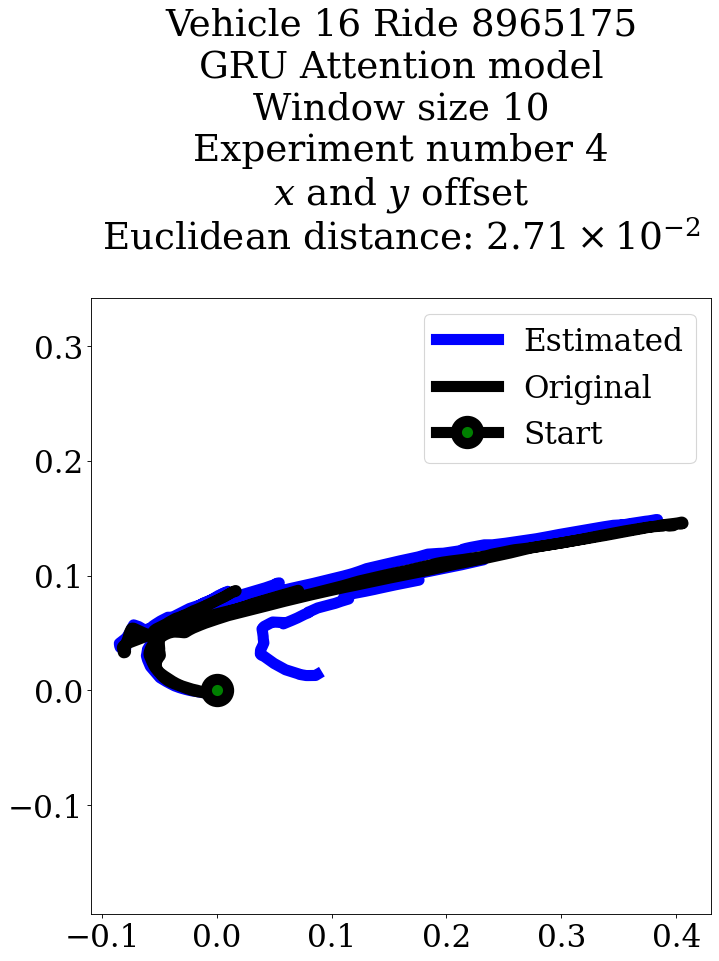 Vehicle 16 Ride 8965175
GRU Attention model
Window size 10
Experiment number 4
x and y offset
Euclidean distance: 2.71 × 10⁻²
Estimated
Original
Start
0.3
0.2
0.1
0.0
−0.1
−0.1 0.0 0.1 0.2 0.3 0.4